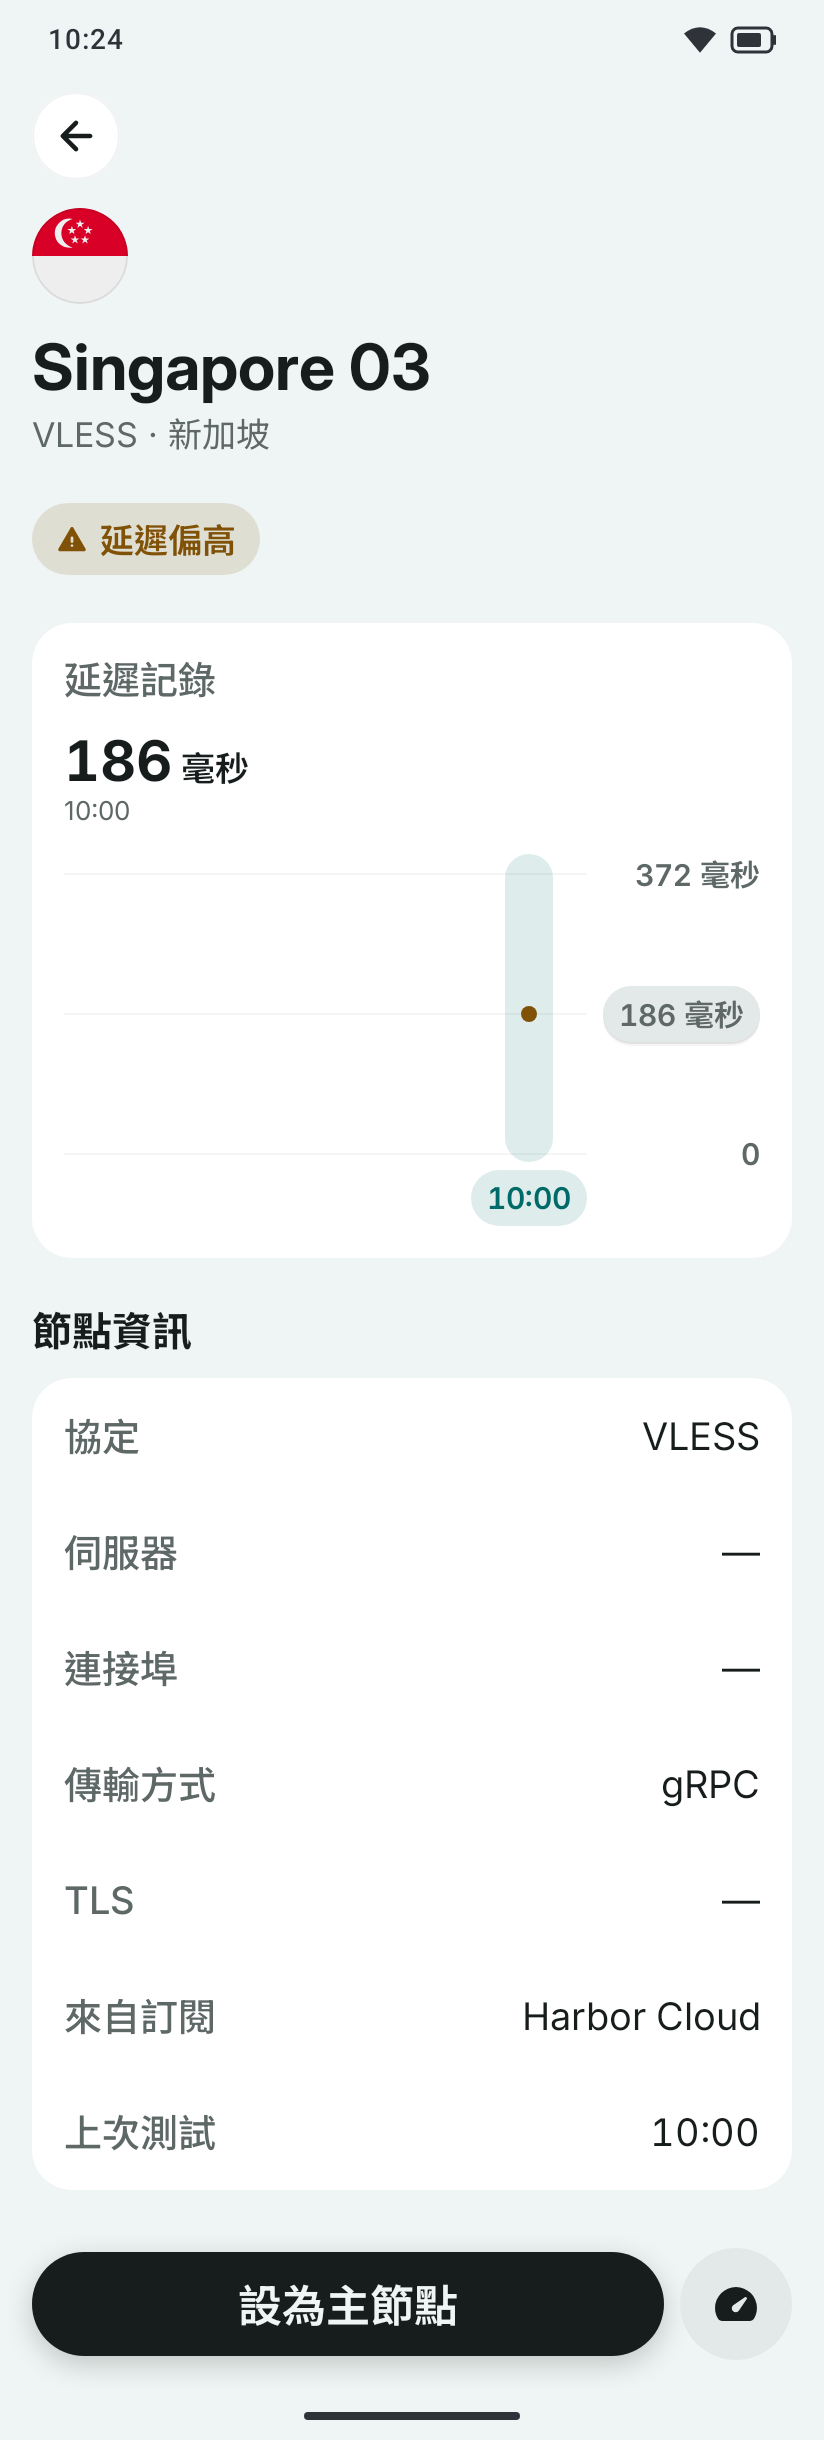 10:24
Singapore 03
VLESS · 新加坡
延遲偏高
延遲記錄
186 毫秒
10:00
372 毫秒
186 毫秒
0
10:00
節點資訊
協定 VLESS
伺服器 —
連接埠 —
傳輸方式 gRPC
TLS —
來自訂閱 Harbor Cloud
上次測試 10:00
設為主節點